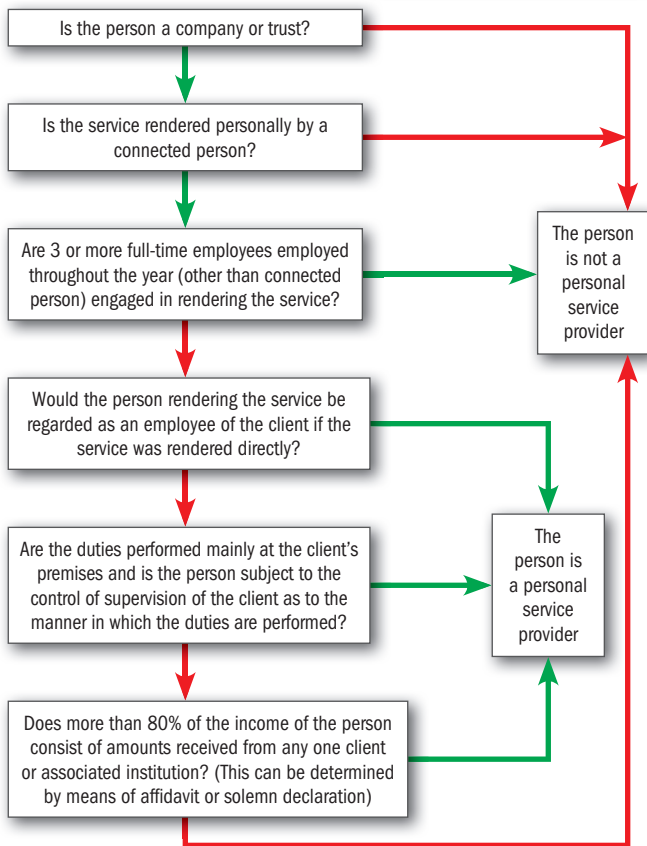 Is the person a company or trust?
Is the service rendered personally by a
connected person?
Are 3 or more full-time employees employed
throughout the year (other than connected
person) engaged in rendering the service?
The person
is not a
personal
service
provider
Would the person rendering the service be
regarded as an employee of the client if the
service was rendered directly?
Are the duties performed mainly at the client's
premises and is the person subject to the
control of supervision of the client as to the
manner in which the duties are performed?
The
person is
a personal
service
provider
Does more than 80% of the income of the person
consist of amounts received from any one client
or associated institution? (This can be determined
by means of affidavit or solemn declaration)